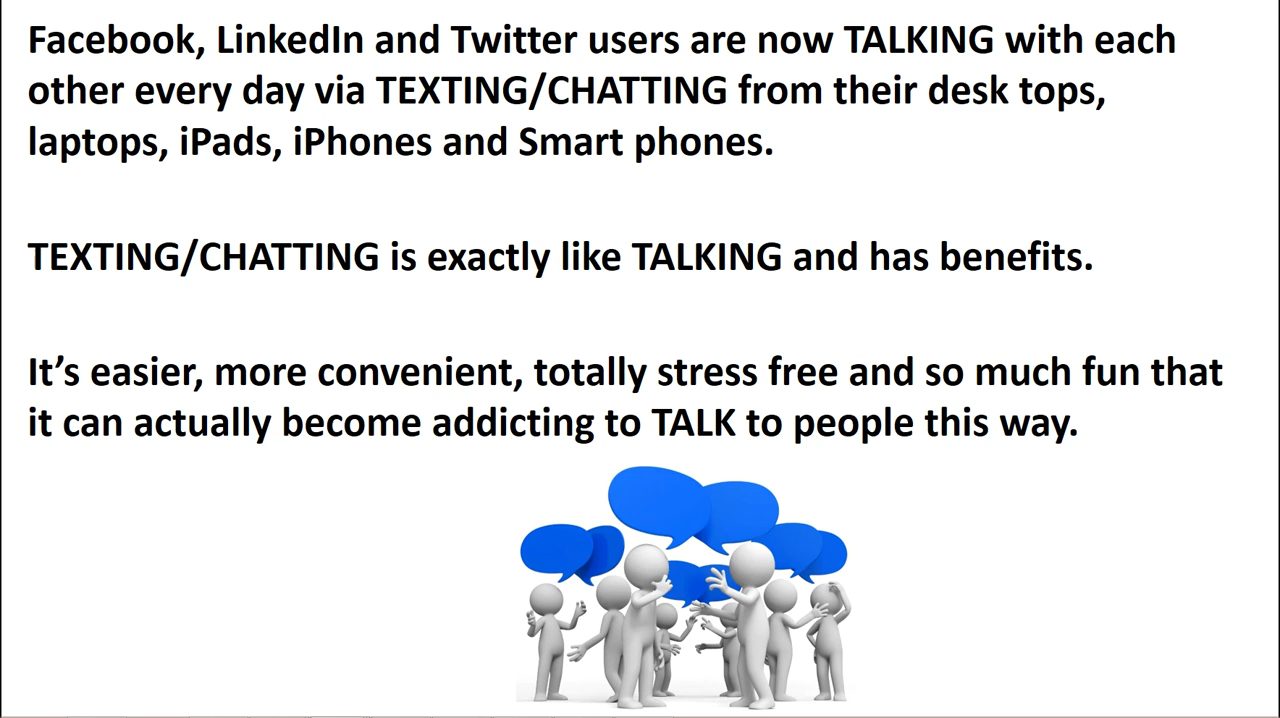 Facebook, LinkedIn and Twitter users are now TALKING with each
other every day via TEXTING/CHATTING from their desk tops,
laptops, iPads, iPhones and Smart phones.
TEXTING/CHATTING is exactly like TALKING and has benefits.
It’s easier, more convenient, totally stress free and so much fun that
it can actually become addicting to TALK to people this way.